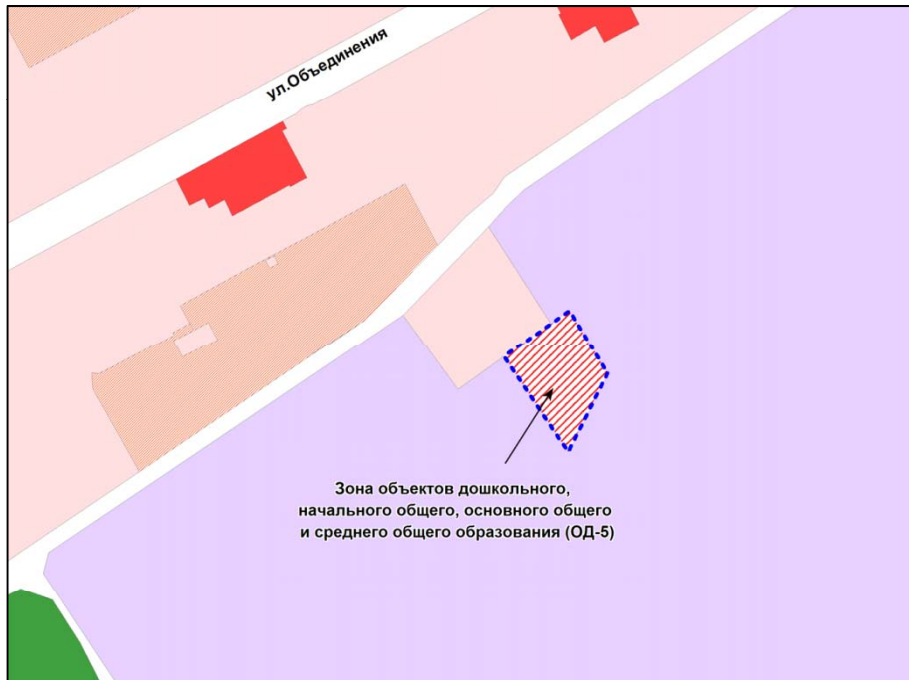 ул.Объединения
Зона объектов дошкольного,
начального общего, основного общего
и среднего общего образования (ОД-5)